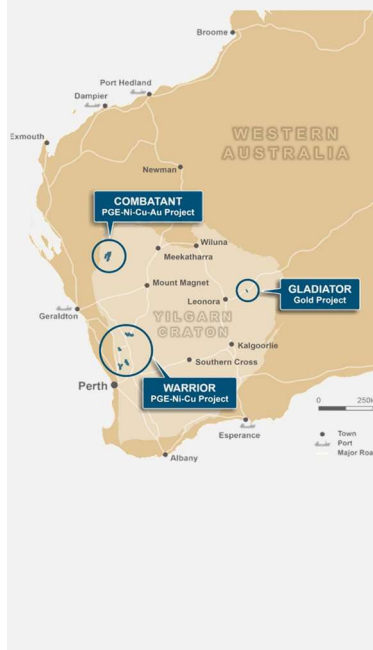 Broome
Port Hedland
Dampier
Exmouth
WESTERN
AUSTRALIA
Newman
COMBATANT
PGE-Ni-Cu-Au Project
Wiluna
Meekatharra
Mount Magnet
GLADIATOR
Gold Project
Leonora
Geraldton
YILGARN
CRATON
Kalgoorlie
Southern Cross
Perth
WARRIOR
PGE-Ni-Cu Project
0 250k
Esperance
Town
Port
Major Roa
Albany